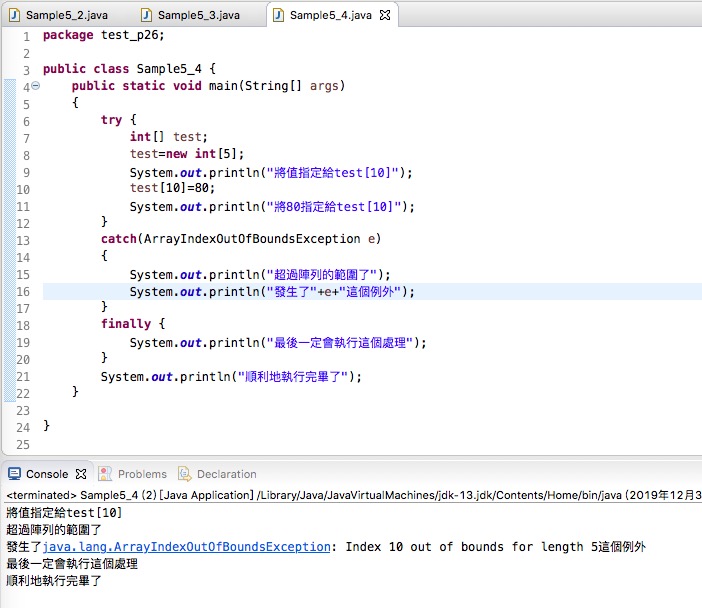 Sample5_2.java Sample5_3.java Sample5_4.java
1 package test_p26;
2
3 public class Sample5_4 {
4 public static void main(String[] args)
5 {
6 try {
7 int[] test;
8 test=new int[5];
9 System.out.println("將值指定給test[10]");
10 test[10]=80;
11 System.out.println("將80指定給test[10]");
12 }
13 catch(ArrayIndexOutOfBoundsException e)
14 {
15 System.out.println("超過陣列的範圍了");
16 System.out.println("發生了"+e+"這個例外");
17 }
18 finally {
19 System.out.println("最後一定會執行這個處理");
20 }
21 System.out.println("順利地執行完畢了");
22 }
23
24 }
25
Console Problems Declaration
<terminated> Sample5_4 (2) [Java Application] /Library/Java/JavaVirtualMachines/jdk-13.jdk/Contents/Home/bin/java (2019年12月3
將值指定給test[10]
超過陣列的範圍了
發生了java.lang.ArrayIndexOutOfBoundsException: Index 10 out of bounds for length 5這個例外
最後一定會執行這個處理
順利地執行完畢了